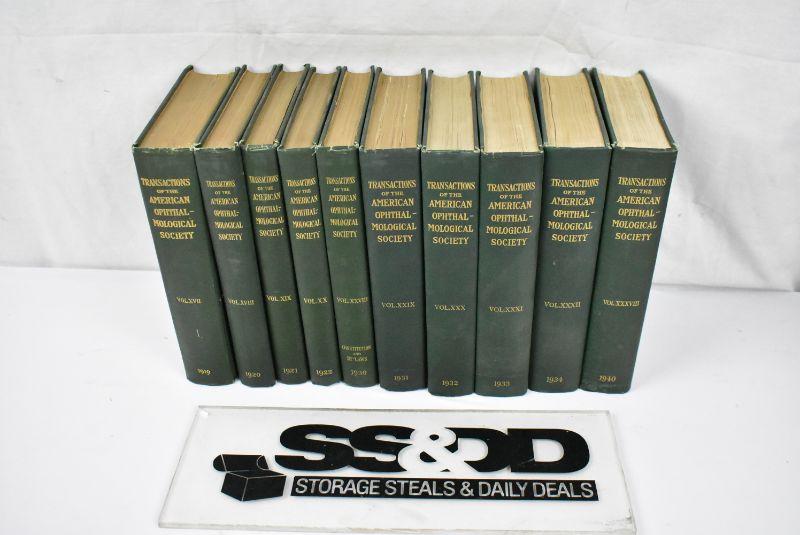 TRANSACTIONS
OF THE
AMERICAN
OPHTHAL-
MOLOGICAL
SOCIETY
VOL.XVII
1
1919
TRANSACTIONS
OF THE
AMERICAN
OPHTHAL-
MOLOGICAL
SOCIETY
VOL.XVIII
1920
TRANSACTIONS
OF THE
AMERICAN
OPHTHAL-
MOLOGICAL
SOCIETY
VOL.XIX
1921
TRANSACTIONS
OF THE
AMERICAN
OPHTHAL-
MOLOGICAL
SOCIETY
VOL.XX
1922
TRANSACTIONS
OF THE
AMERICAN
OPHTHAL-
MOLOGICAL
SOCIETY
VOL.XXVIII
CONSTITUTION
AND
BY-LAWS
1930
TRANSACTIONS
OF THE
AMERICAN
OPHTHAL-
MOLOGICAL
SOCIETY
VOL.XXIX
1931
TRANSACTIONS
OF THE
AMERICAN
OPHTHAL-
MOLOGICAL
SOCIETY
VOL.XXX
1932
TRANSACTIONS
OF THE
AMERICAN
OPHTHAL-
MOLOGICAL
SOCIETY
VOL.XXXI
1933
TRANSACTIONS
OF THE
AMERICAN
OPHTHAL-
MOLOGICAL
SOCIETY
VOL.XXXII
1934
TRANSACTIONS
OF THE
AMERICAN
OPHTHAL-
MOLOGICAL
SOCIETY
VOL.XXXVIII
1940
SS&DD
STORAGE STEALS & DAILY DEALS